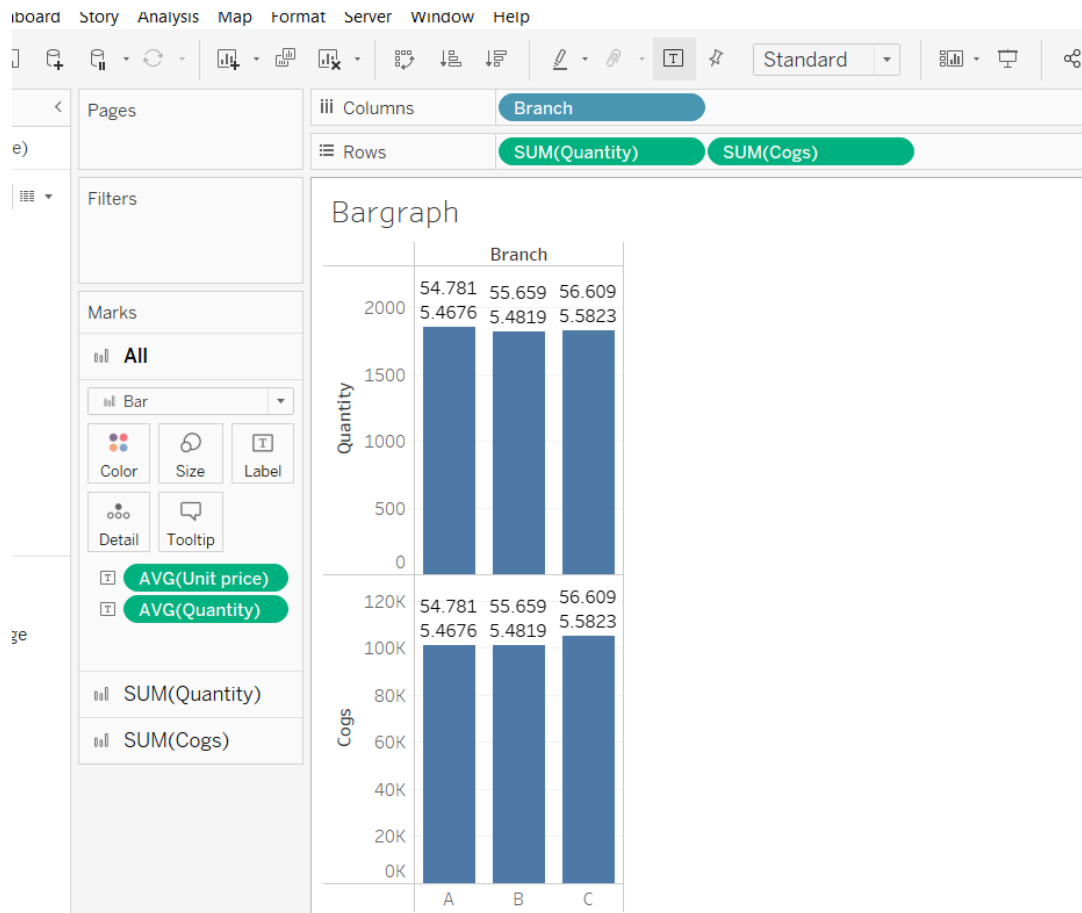 Story Analysis Map Format Server Window Help
Standard
Pages
Columns
Branch
Rows
SUM(Quantity) SUM(Cogs)
Filters
Marks
All
Bar
Color Size Label
Detail Tooltip
AVG(Unit price)
AVG(Quantity)
SUM(Quantity)
SUM(Cogs)
Bargraph
Branch
54.781 55.659 56.609
5.4676 5.4819 5.5823
2000
1500
1000
500
0
Quantity
54.781 55.659 56.609
5.4676 5.4819 5.5823
120K
100K
80K
60K
40K
20K
0K
Cogs
A B C